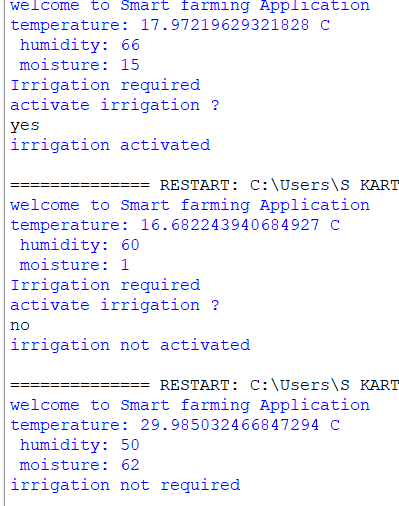 welcome to Smart farming Application
temperature: 17.97219629321828 C
 humidity: 66
 moisture: 15
Irrigation required
activate irrigation ?
yes
irrigation activated
============== RESTART: C:\Users\S KART
welcome to Smart farming Application
temperature: 16.682243940684927 C
 humidity: 60
 moisture: 1
Irrigation required
activate irrigation ?
no
irrigation not activated
============== RESTART: C:\Users\S KART
welcome to Smart farming Application
temperature: 29.985032466847294 C
 humidity: 50
 moisture: 62
irrigation not required